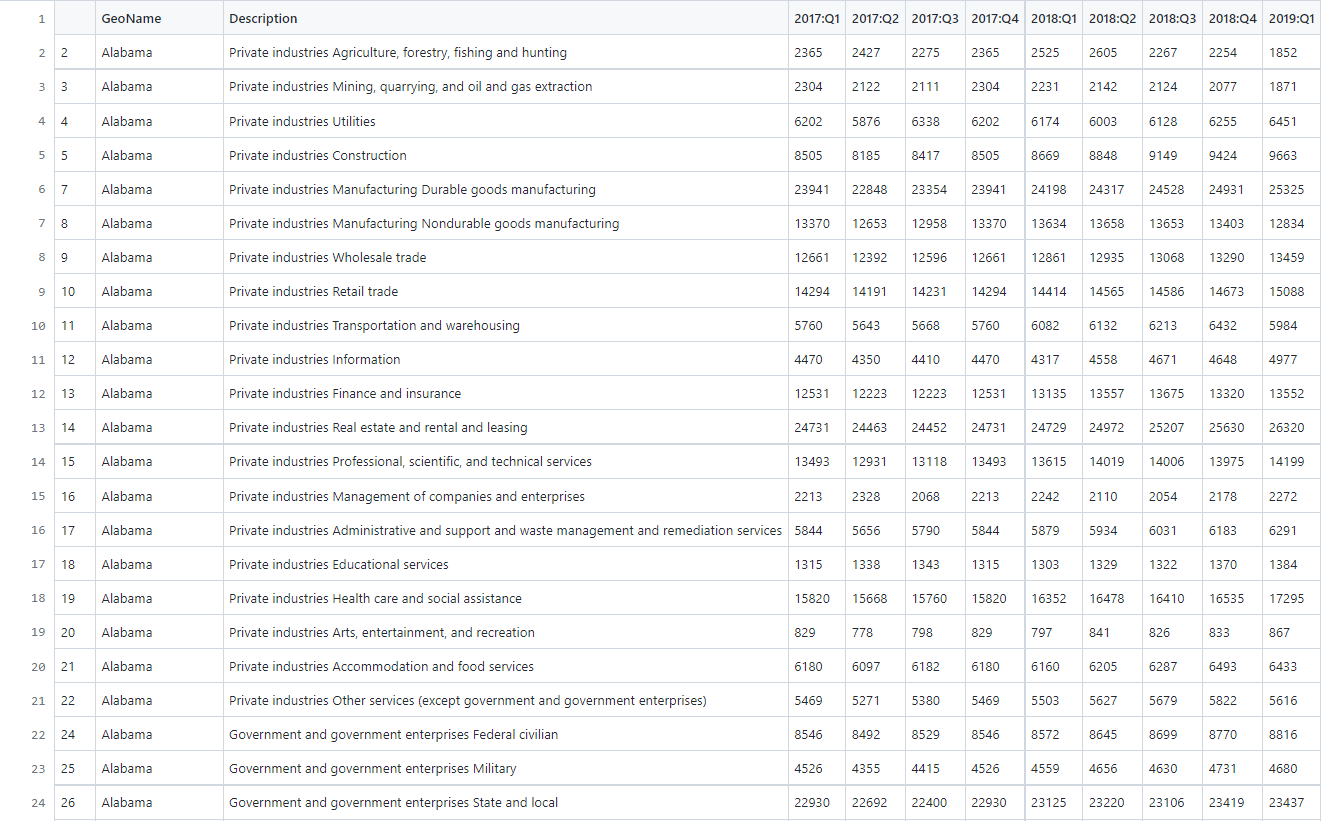 1 GeoName Description 2017:Q1 2017:Q2 2017:Q3 2017:Q4 2018:Q1 2018:Q2 2018:Q3 2018:Q4 2019:Q1
2 2 Alabama Private industries Agriculture, forestry, fishing and hunting 2365 2427 2275 2365 2525 2605 2267 2254 1852
3 3 Alabama Private industries Mining, quarrying, and oil and gas extraction 2304 2122 2111 2304 2231 2142 2124 2077 1871
4 4 Alabama Private industries Utilities 6202 5876 6338 6202 6174 6003 6128 6255 6451
5 5 Alabama Private industries Construction 8505 8185 8417 8505 8669 8848 9149 9424 9663
6 7 Alabama Private industries Manufacturing Durable goods manufacturing 23941 22848 23354 23941 24198 24317 24528 24931 25325
7 8 Alabama Private industries Manufacturing Nondurable goods manufacturing 13370 12653 12958 13370 13634 13658 13653 13403 12834
8 9 Alabama Private industries Wholesale trade 12661 12392 12596 12661 12861 12935 13068 13290 13459
9 10 Alabama Private industries Retail trade 14294 14191 14231 14294 14414 14565 14586 14673 15088
10 11 Alabama Private industries Transportation and warehousing 5760 5643 5668 5760 6082 6132 6213 6432 5984
11 12 Alabama Private industries Information 4470 4350 4410 4470 4317 4558 4671 4648 4977
12 13 Alabama Private industries Finance and insurance 12531 12223 12223 12531 13135 13557 13675 13320 13552
13 14 Alabama Private industries Real estate and rental and leasing 24731 24463 24452 24731 24729 24972 25207 25630 26320
14 15 Alabama Private industries Professional, scientific, and technical services 13493 12931 13118 13493 13615 14019 14006 13975 14199
15 16 Alabama Private industries Management of companies and enterprises 2213 2328 2068 2213 2242 2110 2054 2178 2272
16 17 Alabama Private industries Administrative and support and waste management and remediation services 5844 5656 5790 5844 5879 5934 6031 6183 6291
17 18 Alabama Private industries Educational services 1315 1338 1343 1315 1303 1329 1322 1370 1384
18 19 Alabama Private industries Health care and social assistance 15820 15668 15760 15820 16352 16478 16410 16535 17295
19 20 Alabama Private industries Arts, entertainment, and recreation 829 778 798 829 797 841 826 833 867
20 21 Alabama Private industries Accommodation and food services 6180 6097 6182 6180 6160 6205 6287 6493 6433
21 22 Alabama Private industries Other services (except government and government enterprises) 5469 5271 5380 5469 5503 5627 5679 5822 5616
22 24 Alabama Government and government enterprises Federal civilian 8546 8492 8529 8546 8572 8645 8699 8770 8816
23 25 Alabama Government and government enterprises Military 4526 4355 4415 4526 4559 4656 4630 4731 4680
24 26 Alabama Government and government enterprises State and local 22930 22692 22400 22930 23125 23220 23106 23419 23437